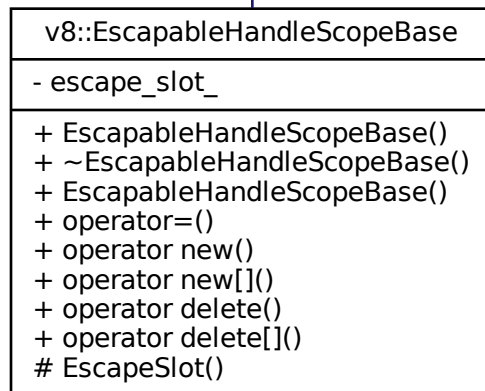 v8::EscapableHandleScopeBase
- escape_slot_
+ EscapableHandleScopeBase()
+ ~EscapableHandleScopeBase()
+ EscapableHandleScopeBase()
+ operator=()
+ operator new()
+ operator new[]()
+ operator delete()
+ operator delete[]()
# EscapeSlot()